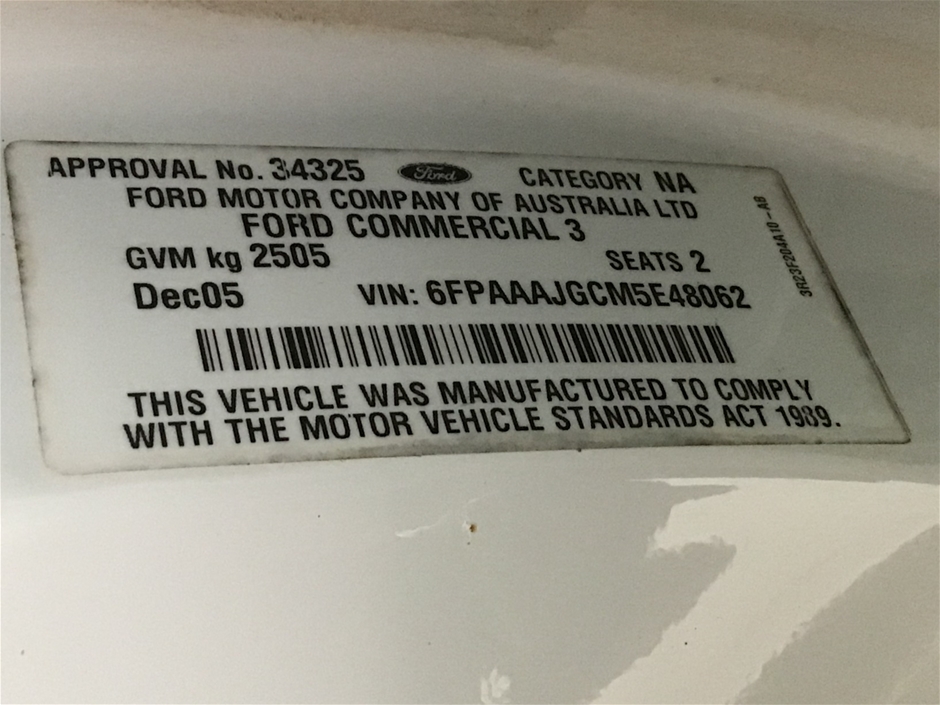 APPROVAL No. 34325 Ford CATEGORY NA
FORD MOTOR COMPANY OF AUSTRALIA LTD
FORD COMMERCIAL 3
GVM kg 2505 SEATS 2
Dec05 VIN: 6FPAAAJGCM5E48062
THIS VEHICLE WAS MANUFACTURED TO COMPLY
WITH THE MOTOR VEHICLE STANDARDS ACT 1989.
3R23F204A10-AB